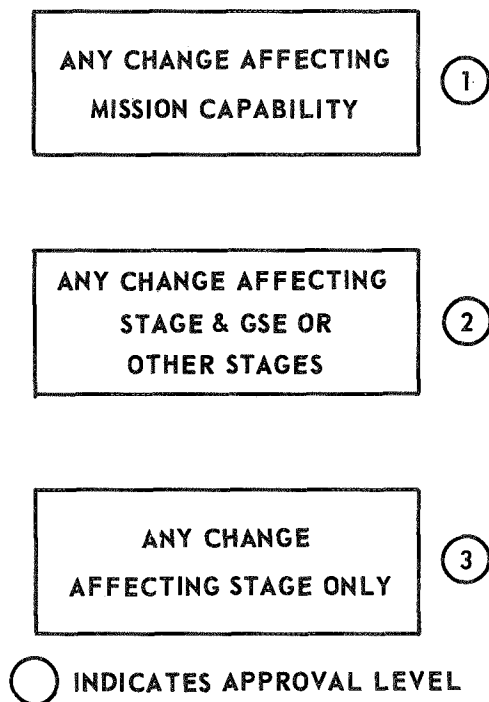 ANY CHANGE AFFECTING
MISSION CAPABILITY
1
ANY CHANGE AFFECTING
STAGE & GSE OR
OTHER STAGES
2
ANY CHANGE
AFFECTING STAGE ONLY
3
INDICATES APPROVAL LEVEL